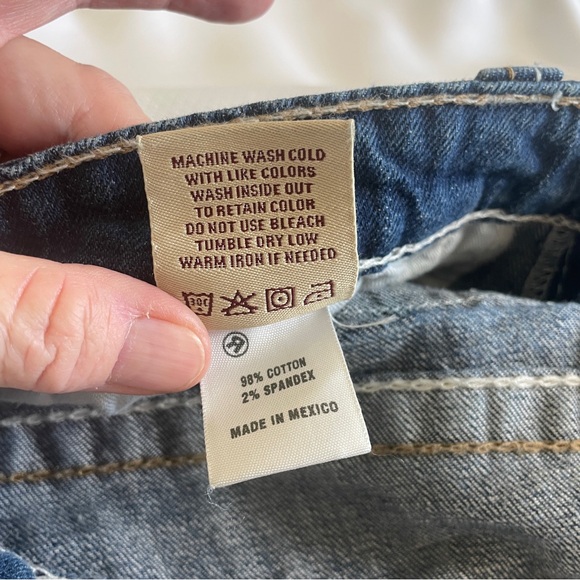 MACHINE WASH COLD
WITH LIKE COLORS
WASH INSIDE OUT
TO RETAIN COLOR
DO NOT USE BLEACH
TUMBLE DRY LOW
WARM IRON IF NEEDED
30C
98% COTTON
2% SPANDEX
MADE IN MEXICO